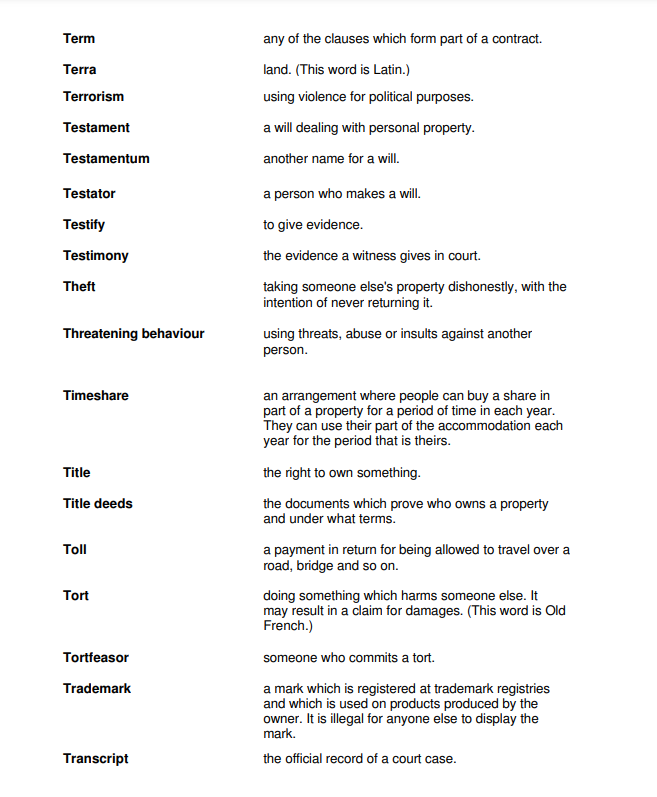 Term any of the clauses which form part of a contract.
Terra land. (This word is Latin.)
Terrorism using violence for political purposes.
Testament a will dealing with personal property.
Testamentum another name for a will.
Testator a person who makes a will.
Testify to give evidence.
Testimony the evidence a witness gives in court.
Theft taking someone else's property dishonestly, with the
intention of never returning it.
Threatening behaviour using threats, abuse or insults against another
person.
Timeshare an arrangement where people can buy a share in
part of a property for a period of time in each year.
They can use their part of the accommodation each
year for the period that is theirs.
Title the right to own something.
Title deeds the documents which prove who owns a property
and under what terms.
Toll a payment in return for being allowed to travel over a
road, bridge and so on.
Tort doing something which harms someone else. It
may result in a claim for damages. (This word is Old
French.)
Tortfeasor someone who commits a tort.
Trademark a mark which is registered at trademark registries
and which is used on products produced by the
owner. It is illegal for anyone else to display the
mark.
Transcript the official record of a court case.